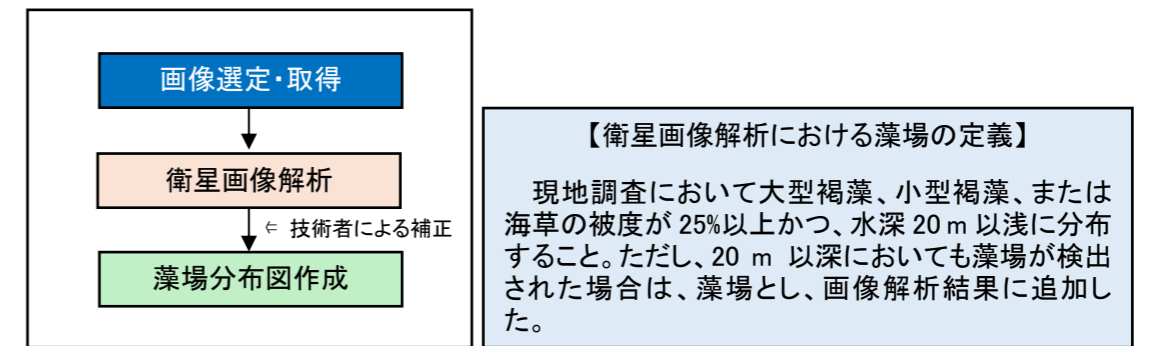 画像選定・取得
衛星画像解析
⇐ 技術者による補正
藻場分布図作成
【衛星画像解析における藻場の定義】
現地調査において大型褐藻、小型褐藻、または
海草の被度が 25%以上かつ、水深 20 m 以浅に分布
すること。ただし、20 m 以深においても藻場が検出
された場合は、藻場とし、画像解析結果に追加し
た。